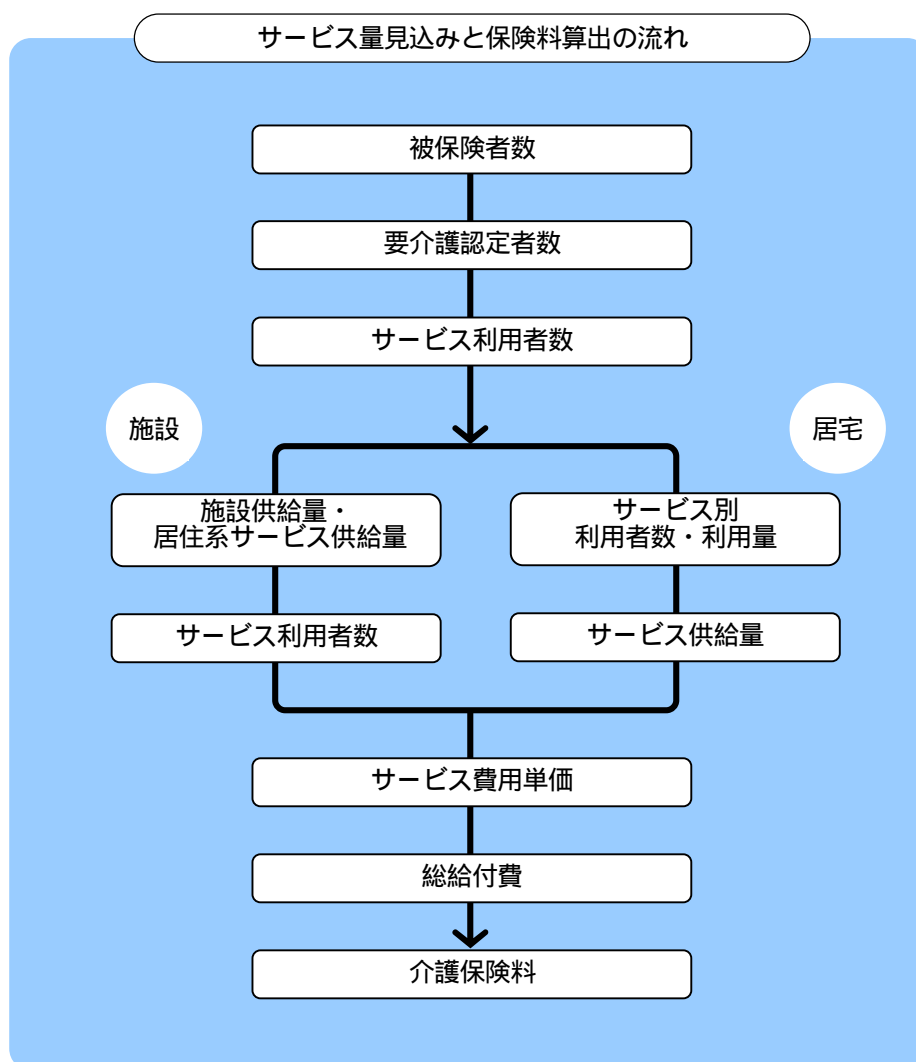 サービス量見込みと保険料算出の流れ
被保険者数
要介護認定者数
サービス利用者数
施設
居宅
施設供給量・
居住系サービス供給量
サービス別
利用者数・利用量
サービス利用者数
サービス供給量
サービス費用単価
総給付費
介護保険料